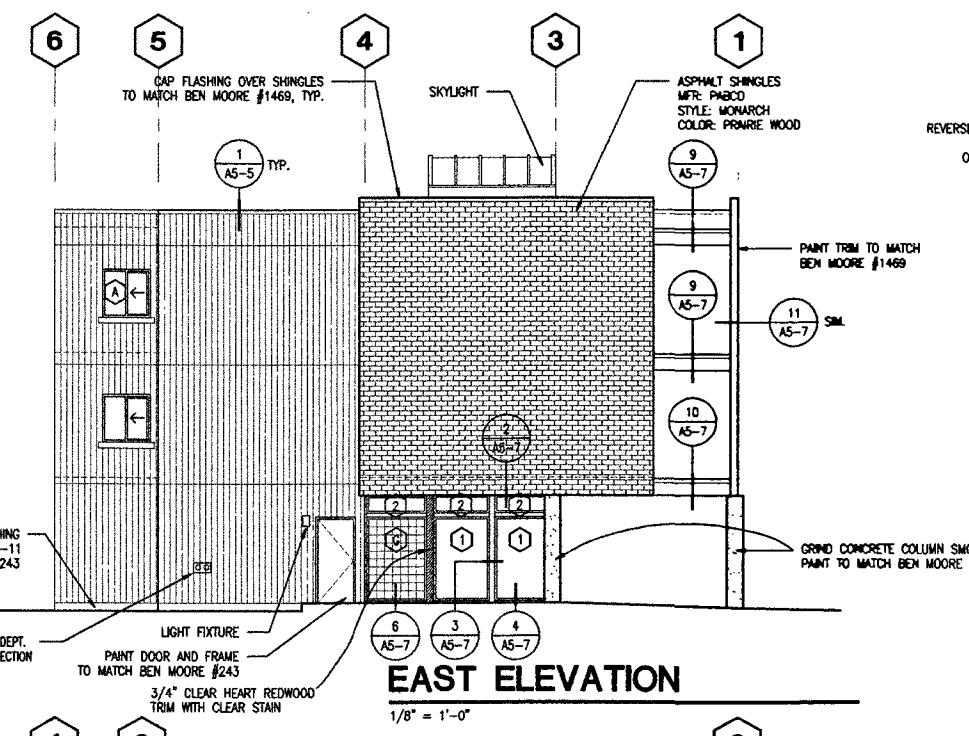 6
5
4
3
1
CAP FLASHING OVER SHINGLES
TO MATCH BEN MOORE #1469, TYP.
SKYLIGHT
ASPHALT SHINGLES
MFR: PABCO
STYLE: MONARCH
COLOR: PRAIRIE WOOD
REVERSI
O
1
A5-5
TYP.
9
A5-7
PAINT TRIM TO MATCH
BEN MOORE #1469
A
9
A5-7
11
A5-7
SIM.
10
A5-7
2
A5-7
2
2
2
HING
-11
243
C
1
1
GRIND CONCRETE COLUMN SMO
PAINT TO MATCH BEN MOORE
DEPT.
ECTION
LIGHT FIXTURE
6
A5-7
3
A5-7
4
A5-7
PAINT DOOR AND FRAME
TO MATCH BEN MOORE #243
3/4" CLEAR HEART REDWOOD
TRIM WITH CLEAR STAIN
EAST ELEVATION
1/8" = 1'-0"